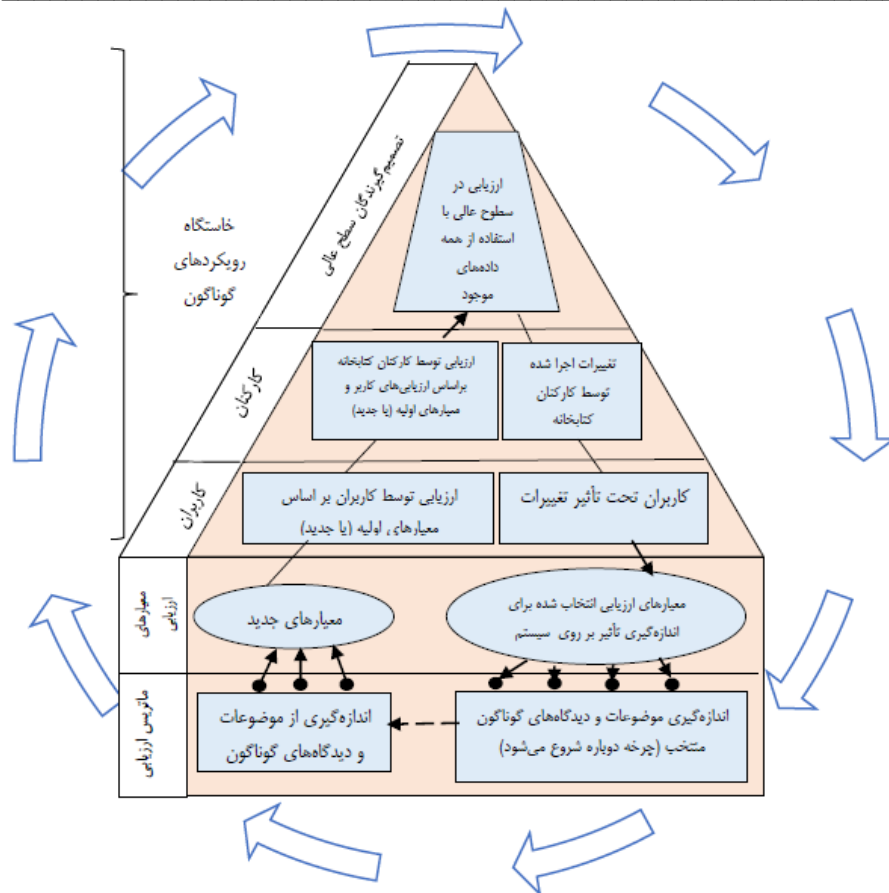 خاستگاه
رویکردهای
گوناگون
تصمیم‌گیرندگان سطح عالی
ارزیابی در
سطوح عالی با
استفاده از همه
داده‌های
موجود
کارکنان
تغییرات اجرا شده
توسط کارکنان
کتابخانه
ارزیابی توسط کارکنان کتابخانه
براساس ارزیابی‌های کاربر و
معیارهای اولیه (یا جدید)
کاربران
کاربران تحت تأثیر تغییرات
ارزیابی توسط کاربران بر اساس
معیارهای اولیه (یا جدید)
معیارهای
ارزیابی
معیارهای ارزیابی انتخاب شده برای
اندازه‌گیری تأثیر بر روی سیستم
معیارهای جدید
ماتریس ارزیابی
اندازه‌گیری موضوعات و دیدگاه‌های گوناگون
منتخب (چرخه دوباره شروع می‌شود)
اندازه‌گیری از موضوعات
و دیدگاه‌های گوناگون